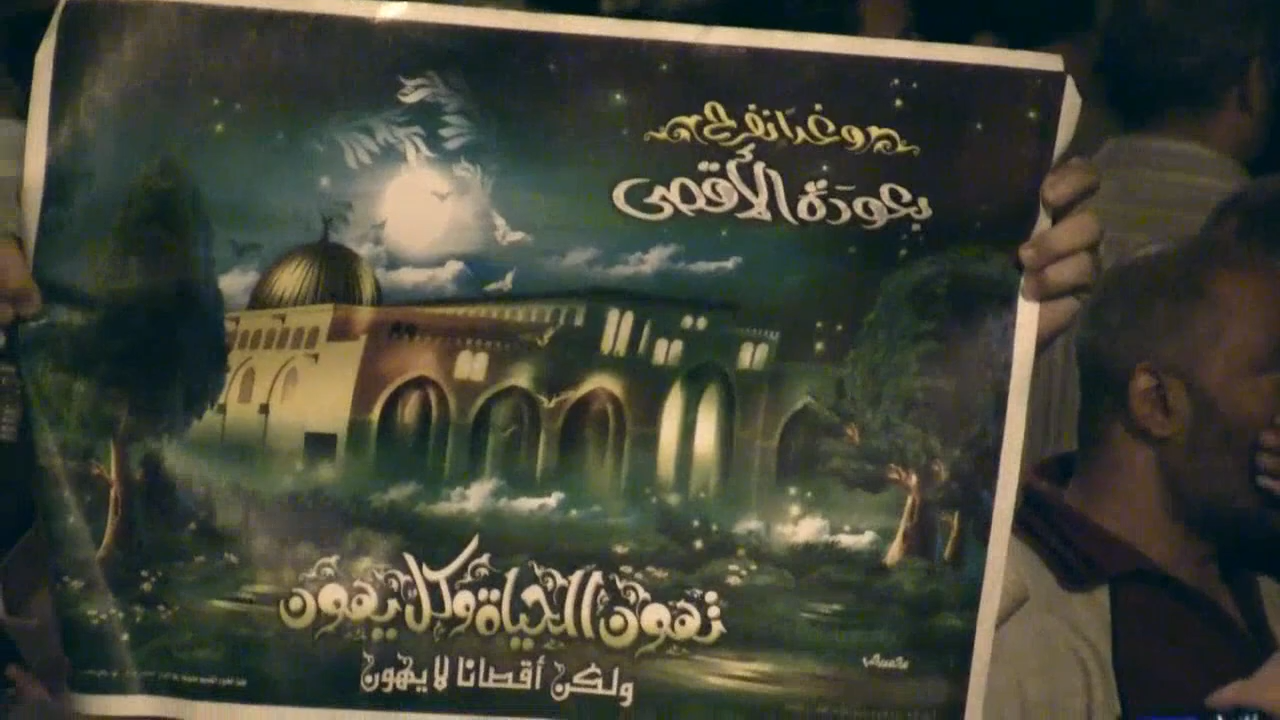 وغدا نفرح
بعودة الأقصى
تهون الحياة وكل يهون
ولكن أقصانا لا يهون